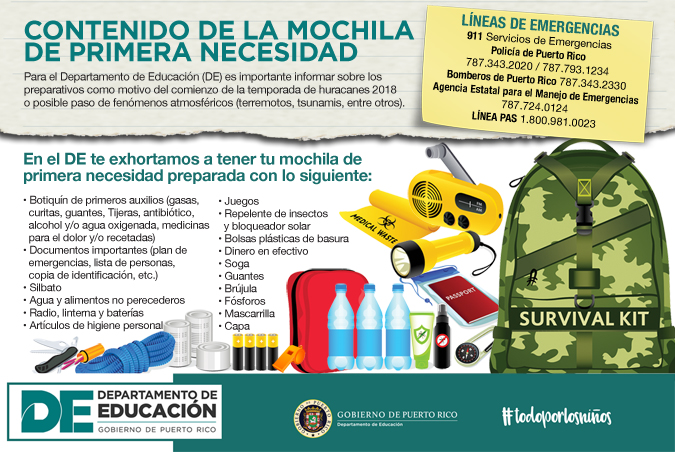 CONTENIDO DE LA MOCHILA
DE PRIMERA NECESIDAD
Para el Departamento de Educación (DE) es importante informar sobre los
preparativos como motivo del comienzo de la temporada de huracanes 2018
o posible paso de fenómenos atmosféricos (terremotos, tsunamis, entre otros).
LÍNEAS DE EMERGENCIAS
911 Servicios de Emergencias
Policía de Puerto Rico
787.343.2020 / 787.793.1234
Bomberos de Puerto Rico 787.343.2330
Agencia Estatal para el Manejo de Emergencias
787.724.0124
LÍNEA PAS 1.800.981.0023
En el DE te exhortamos a tener tu mochila de
primera necesidad preparada con lo siguiente:
• Botiquín de primeros auxilios (gasas,
curitas, guantes, Tijeras, antibiótico,
alcohol y/o agua oxigenada, medicinas
para el dolor y/o recetadas)
• Documentos importantes (plan de
emergencias, lista de personas,
copia de identificación, etc.)
• Silbato
• Agua y alimentos no perecederos
• Radio, linterna y baterías
• Artículos de higiene personal
• Juegos
• Repelente de insectos
y bloqueador solar
• Bolsas plásticas de basura
• Dinero en efectivo
• Soga
• Guantes
• Brújula
• Fósforos
• Mascarilla
• Capa
MEDICAL WASTE
PASSPORT
SURVIVAL KIT
DE DEPARTAMENTO DE
EDUCACIÓN
GOBIERNO DE PUERTO RICO
GOBIERNO DE PUERTO RICO
Departamento de Educación
#todoporlosniños